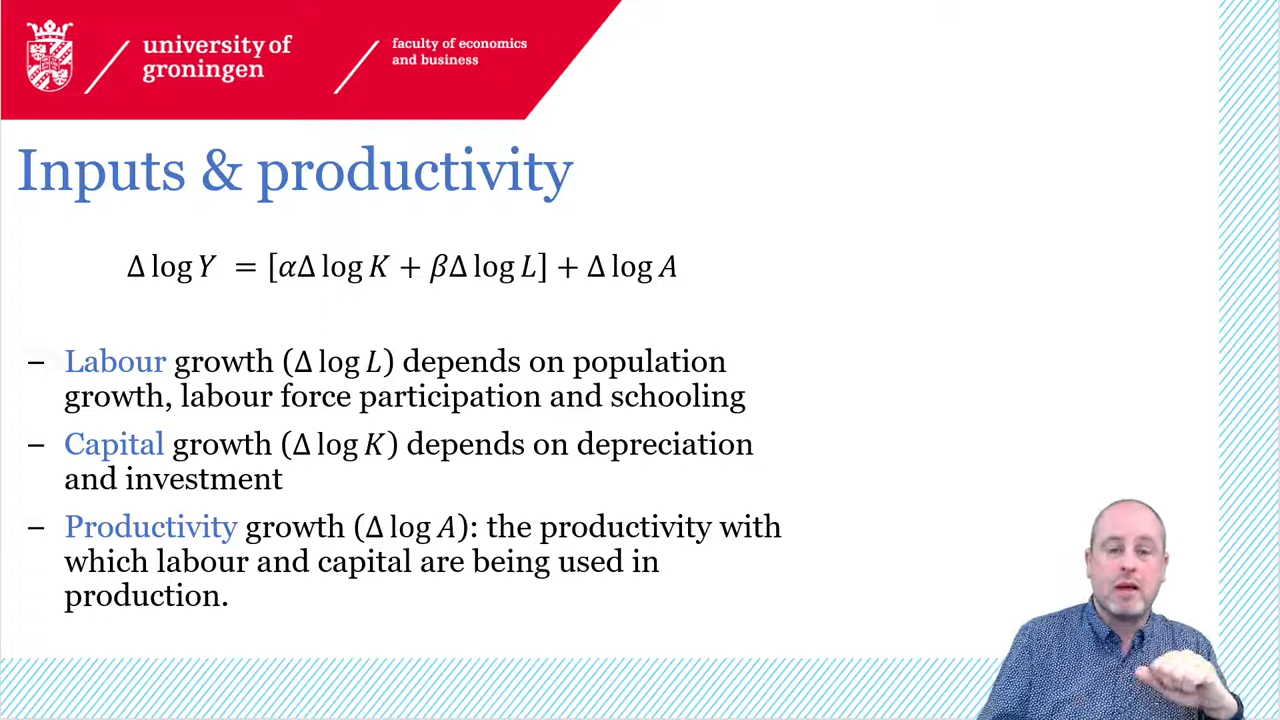 university of
groningen
faculty of economics
and business
Inputs & productivity
Δ log Y = [αΔ log K + βΔ log L] + Δ log A
– Labour growth (Δ log L) depends on population
growth, labour force participation and schooling
– Capital growth (Δ log K) depends on depreciation
and investment
– Productivity growth (Δ log A): the productivity with
which labour and capital are being used in
production.